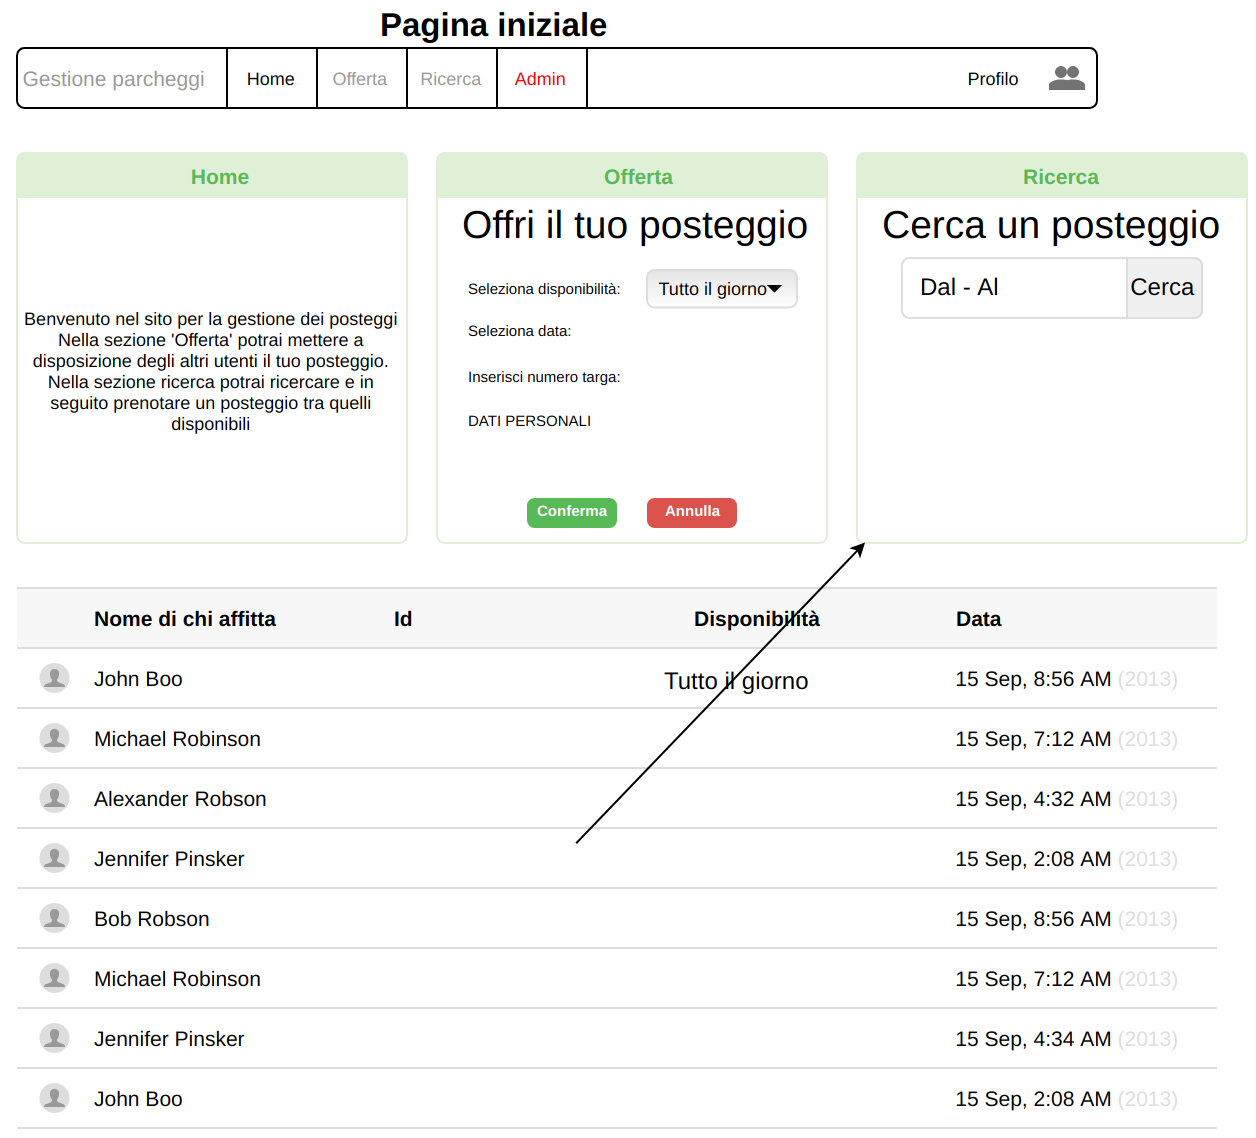 Pagina iniziale
Gestione parcheggi Home Offerta Ricerca Admin Profilo
Home
Benvenuto nel sito per la gestione dei posteggi
Nella sezione 'Offerta' potrai mettere a
disposizione degli altri utenti il tuo posteggio.
Nella sezione ricerca potrai ricercare e in
seguito prenotare un posteggio tra quelli
disponibili
Offerta
Offri il tuo posteggio
Seleziona disponibilità: Tutto il giorno
Seleziona data:
Inserisci numero targa:
DATI PERSONALI
Conferma Annulla
Ricerca
Cerca un posteggio
Dal - Al Cerca
Nome di chi affitta Id Disponibilità Data
John Boo Tutto il giorno 15 Sep, 8:56 AM (2013)
Michael Robinson 15 Sep, 7:12 AM (2013)
Alexander Robson 15 Sep, 4:32 AM (2013)
Jennifer Pinsker 15 Sep, 2:08 AM (2013)
Bob Robson 15 Sep, 8:56 AM (2013)
Michael Robinson 15 Sep, 7:12 AM (2013)
Jennifer Pinsker 15 Sep, 4:34 AM (2013)
John Boo 15 Sep, 2:08 AM (2013)